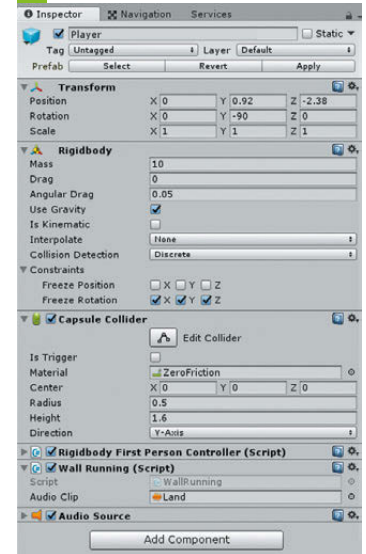 Inspector Navigation Services
Player Static
Tag Untagged Layer Default
Prefab Select Revert Apply
Transform
Position X 0 Y 0.92 Z -2.38
Rotation X 0 Y -90 Z 0
Scale X 1 Y 1 Z 1
Rigidbody
Mass 10
Drag 0
Angular Drag 0.05
Use Gravity
Is Kinematic
Interpolate None
Collision Detection Discrete
Constraints
Freeze Position X Y Z
Freeze Rotation X Y Z
Capsule Collider
Edit Collider
Is Trigger
Material ZeroFriction
Center X 0 Y 0 Z 0
Radius 0.5
Height 1.6
Direction Y-Axis
Rigidbody First Person Controller (Script)
Wall Running (Script)
Script WallRunning
Audio Clip Land
Audio Source
Add Component